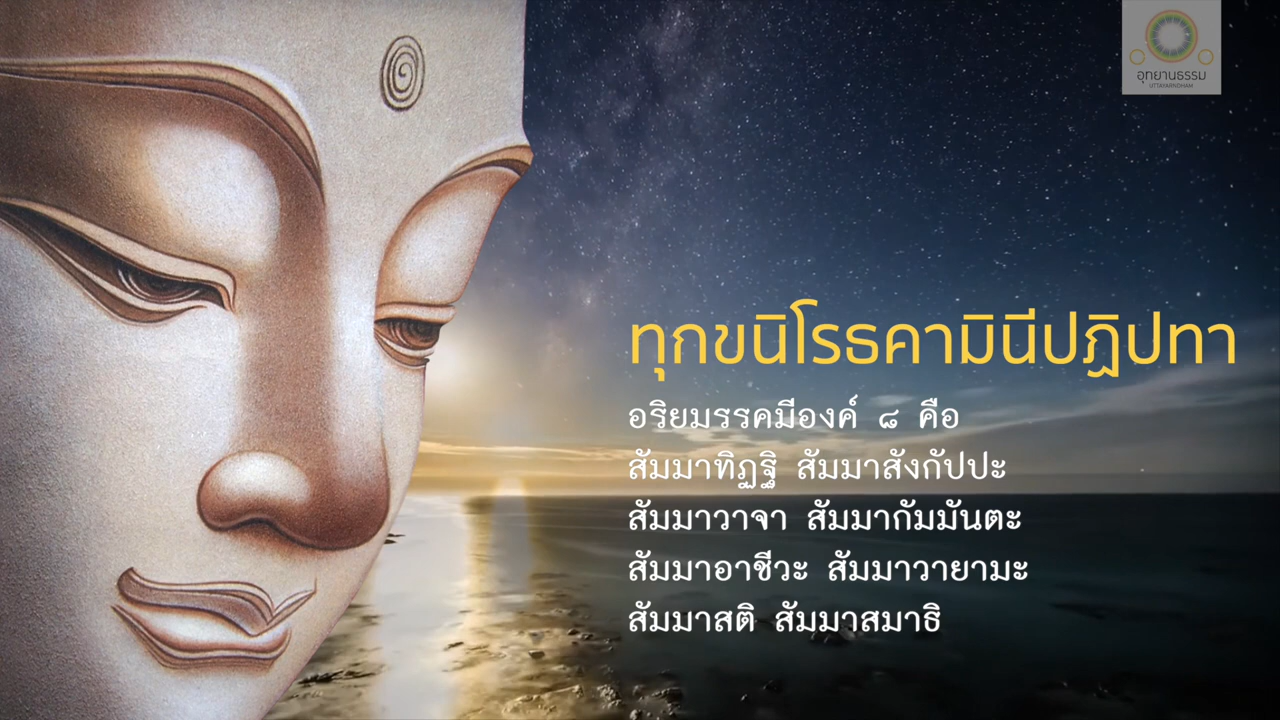 อุทยานธรรม
UTTAYARNDHAM
ทุกขนิโรธคามินีปฏิปทา
อริยมรรคมีองค์ ๘ คือ
สัมมาทิฏฐิ สัมมาสังกัปปะ
สัมมาวาจา สัมมากัมมันตะ
สัมมาอาชีวะ สัมมาวายามะ
สัมมาสติ สัมมาสมาธิ